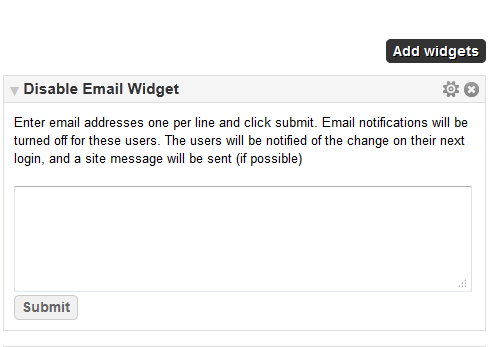 Add widgets
Disable Email Widget
Enter email addresses one per line and click submit. Email notifications will be
turned off for these users. The users will be notified of the change on their next
login, and a site message will be sent (if possible)
Submit